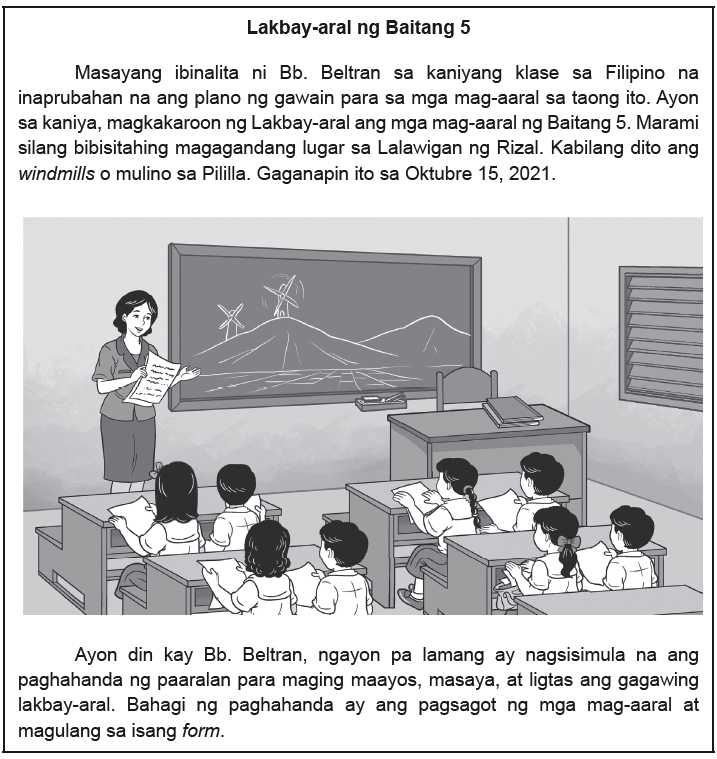 Lakbay-aral ng Baitang 5
Masayang ibinalita ni Bb. Beltran sa kaniyang klase sa Filipino na
inaprubahan na ang plano ng gawain para sa mga mag-aaral sa taong ito. Ayon
sa kaniya, magkakaroon ng Lakbay-aral ang mga mag-aaral ng Baitang 5. Marami
silang bibisitahing magagandang lugar sa Lalawigan ng Rizal. Kabilang dito ang
windmills o mulino sa Pililla. Gaganapin ito sa Oktubre 15, 2021.
Ayon din kay Bb. Beltran, ngayon pa lamang ay nagsisimula na ang
paghahanda ng paaralan para maging maayos, masaya, at ligtas ang gagawing
lakbay-aral. Bahagi ng paghahanda ay ang pagsagot ng mga mag-aaral at
magulang sa isang form.